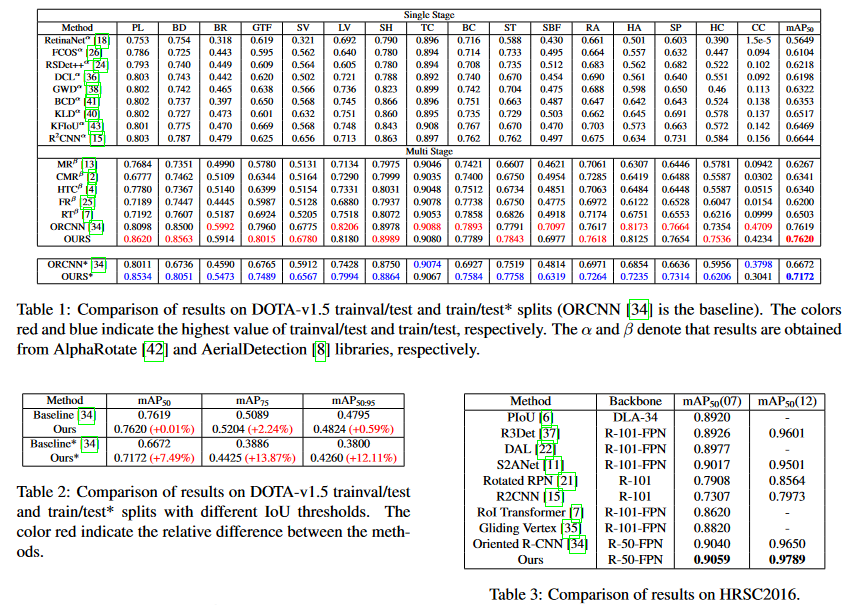 Single Stage
Method PL BD BR GTF SV LV SH TC BC ST SBF RA HA SP HC CC mAP50
RetinaNetα [18] 0.753 0.754 0.318 0.619 0.321 0.692 0.790 0.896 0.716 0.588 0.430 0.661 0.501 0.603 0.390 1.5e-5 0.5649
FCOSα [26] 0.786 0.725 0.443 0.595 0.562 0.640 0.780 0.894 0.714 0.733 0.495 0.664 0.557 0.632 0.447 0.094 0.6104
RSDet++α [24] 0.793 0.740 0.449 0.609 0.564 0.605 0.780 0.894 0.708 0.735 0.512 0.683 0.562 0.682 0.522 0.102 0.6218
DCLα [36] 0.803 0.743 0.442 0.620 0.502 0.721 0.788 0.892 0.740 0.670 0.454 0.690 0.561 0.640 0.551 0.092 0.6198
GWDα [38] 0.802 0.742 0.465 0.638 0.566 0.736 0.823 0.899 0.742 0.704 0.475 0.688 0.598 0.650 0.46 0.113 0.6322
BCDα [41] 0.802 0.737 0.397 0.650 0.568 0.745 0.866 0.896 0.751 0.663 0.487 0.647 0.642 0.643 0.524 0.138 0.6353
KLDα [40] 0.802 0.727 0.473 0.601 0.632 0.751 0.860 0.895 0.735 0.729 0.503 0.662 0.645 0.691 0.578 0.137 0.6517
KFIoUα [43] 0.801 0.775 0.470 0.669 0.568 0.748 0.843 0.908 0.767 0.670 0.470 0.703 0.573 0.663 0.572 0.142 0.6469
R2CNNα [15] 0.803 0.787 0.479 0.625 0.656 0.713 0.863 0.897 0.762 0.762 0.497 0.675 0.634 0.731 0.584 0.156 0.6644
Multi Stage
MRβ [13] 0.7684 0.7351 0.4990 0.5780 0.5131 0.7134 0.7975 0.9046 0.7421 0.6607 0.4621 0.7061 0.6307 0.6446 0.5781 0.0942 0.6267
CMRβ [2] 0.6777 0.7462 0.5109 0.6344 0.5164 0.7290 0.7999 0.9035 0.7400 0.6750 0.4954 0.7285 0.6419 0.6488 0.5587 0.0302 0.6341
HTCβ [4] 0.7780 0.7367 0.5140 0.6399 0.5154 0.7331 0.8031 0.9048 0.7512 0.6734 0.4851 0.7063 0.6484 0.6448 0.5587 0.0515 0.6340
FRβ [25] 0.7189 0.7447 0.4445 0.5987 0.5128 0.6880 0.7937 0.9078 0.7738 0.6750 0.4775 0.6972 0.6122 0.6528 0.6047 0.0154 0.6200
RTβ [7] 0.7192 0.7607 0.5187 0.6924 0.5205 0.7518 0.8072 0.9053 0.7858 0.6826 0.4918 0.7174 0.6751 0.6553 0.6216 0.0999 0.6503
ORCNN [34] 0.8098 0.8500 0.5992 0.7960 0.6775 0.8206 0.8938 0.9088 0.7893 0.7791 0.7097 0.7617 0.8173 0.7664 0.7354 0.4709 0.7619
OURS 0.8620 0.8563 0.5914 0.8015 0.6780 0.8180 0.8989 0.9080 0.7789 0.7843 0.6977 0.7618 0.8125 0.7654 0.7536 0.4234 0.7620
ORCNN* [34] 0.8011 0.6736 0.4590 0.6765 0.5912 0.7428 0.8750 0.9074 0.6927 0.7519 0.4814 0.6971 0.6854 0.6636 0.5956 0.3798 0.6672
OURS* 0.8534 0.8051 0.5473 0.7489 0.6567 0.7994 0.8864 0.9067 0.7584 0.7758 0.6319 0.7264 0.7235 0.7314 0.6206 0.3041 0.7172
Table 1: Comparison of results on DOTA-v1.5 trainval/test and train/test* splits (ORCNN [34] is the baseline). The colors
red and blue indicate the highest value of trainval/test and train/test, respectively. The α and β denote that results are obtained
from AlphaRotate [42] and AerialDetection [8] libraries, respectively.
Method mAP50 mAP75 mAP50:95
Baseline [34] 0.7619 0.5089 0.4795
Ours 0.7620 (+0.01%) 0.5204 (+2.24%) 0.4824 (+0.59%)
Baseline* [34] 0.6672 0.3886 0.3800
Ours* 0.7172 (+7.49%) 0.4425 (+13.87%) 0.4260 (+12.11%)
Table 2: Comparison of results on DOTA-v1.5 trainval/test
and train/test* splits with different IoU thresholds. The
color red indicate the relative difference between the meth-
ods.
Method Backbone mAP50(07) mAP50(12)
PIoU [6] DLA-34 0.8920 -
R3Det [37] R-101-FPN 0.8926 0.9601
DAL [22] R-101-FPN 0.8977 -
S2ANet [11] R-101-FPN 0.9017 0.9501
Rotated RPN [21] R-101 0.7908 0.8564
R2CNN [15] R-101 0.7307 0.7973
RoI Transformer [7] R-101-FPN 0.8620 -
Gliding Vertex [35] R-101-FPN 0.8820 -
Oriented R-CNN [34] R-50-FPN 0.9040 0.9650
Ours R-50-FPN 0.9059 0.9789
Table 3: Comparison of results on HRSC2016.